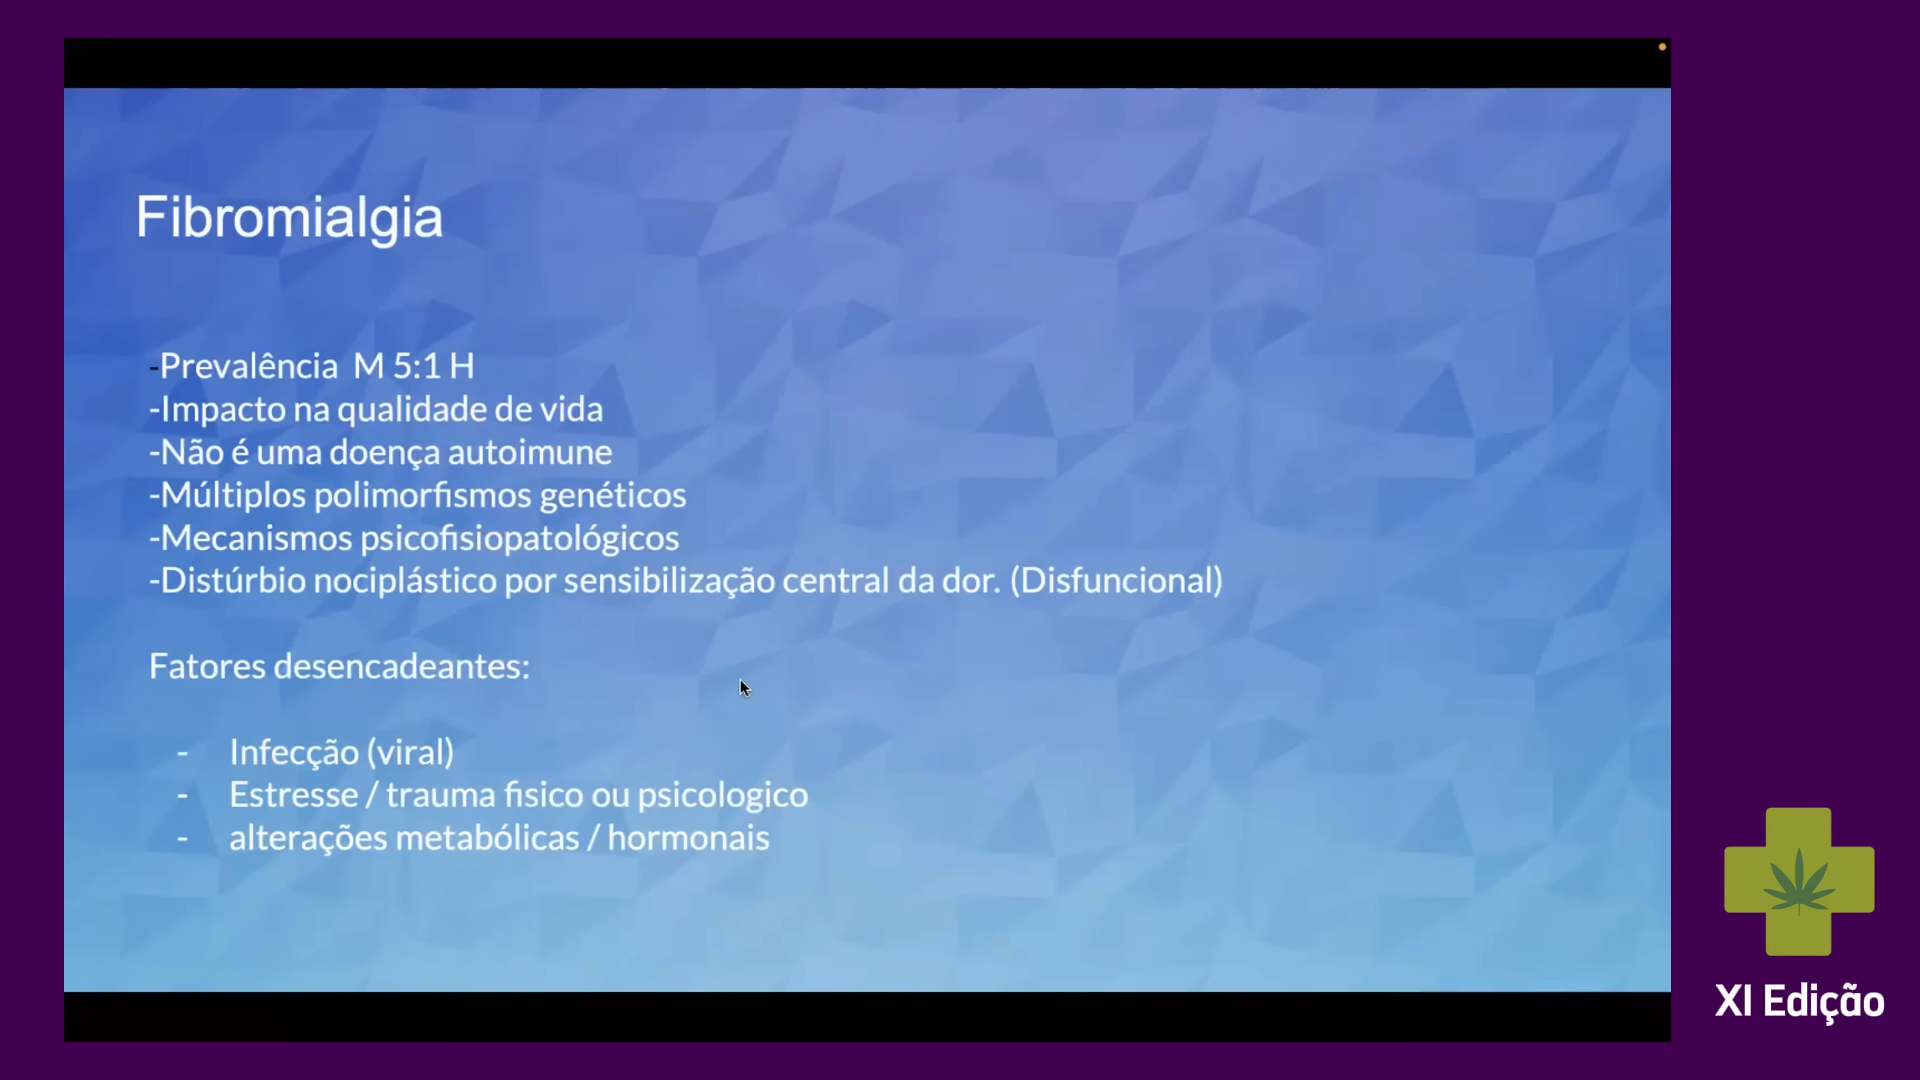 Fibromialgia
-Prevalência M 5:1 H
-Impacto na qualidade de vida
-Não é uma doença autoimune
-Múltiplos polimorfismos genéticos
-Mecanismos psicofisiopatológicos
-Distúrbio nociplástico por sensibilização central da dor. (Disfuncional)
Fatores desencadeantes:
- Infecção (viral)
- Estresse / trauma fisico ou psicologico
- alterações metabólicas / hormonais
XI Edição